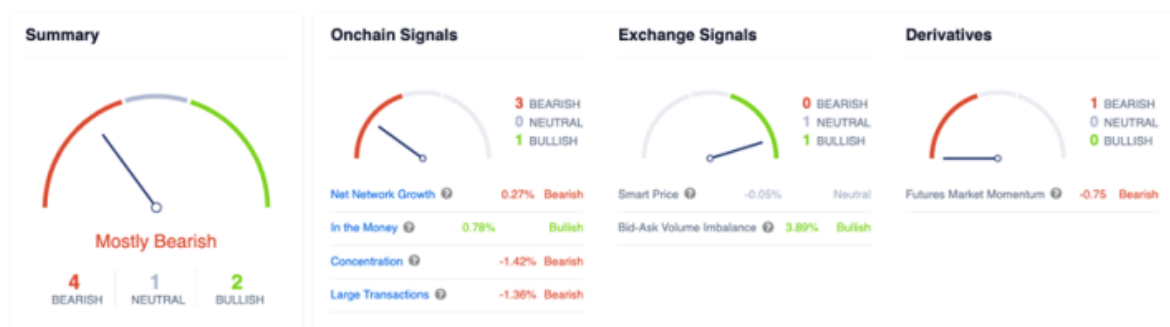 Summary
Mostly Bearish
4 1 2
BEARISH NEUTRAL BULLISH
Onchain Signals
3 BEARISH
0 NEUTRAL
1 BULLISH
Net Network Growth ? 0.27% Bearish
In the Money ? 0.78% Bullish
Concentration ? -1.42% Bearish
Large Transactions ? -1.36% Bearish
Exchange Signals
0 BEARISH
1 NEUTRAL
1 BULLISH
Smart Price ? -0.05% Neutral
Bid-Ask Volume Imbalance ? 3.89% Bullish
Derivatives
1 BEARISH
0 NEUTRAL
0 BULLISH
Futures Market Momentum ? -0.75 Bearish